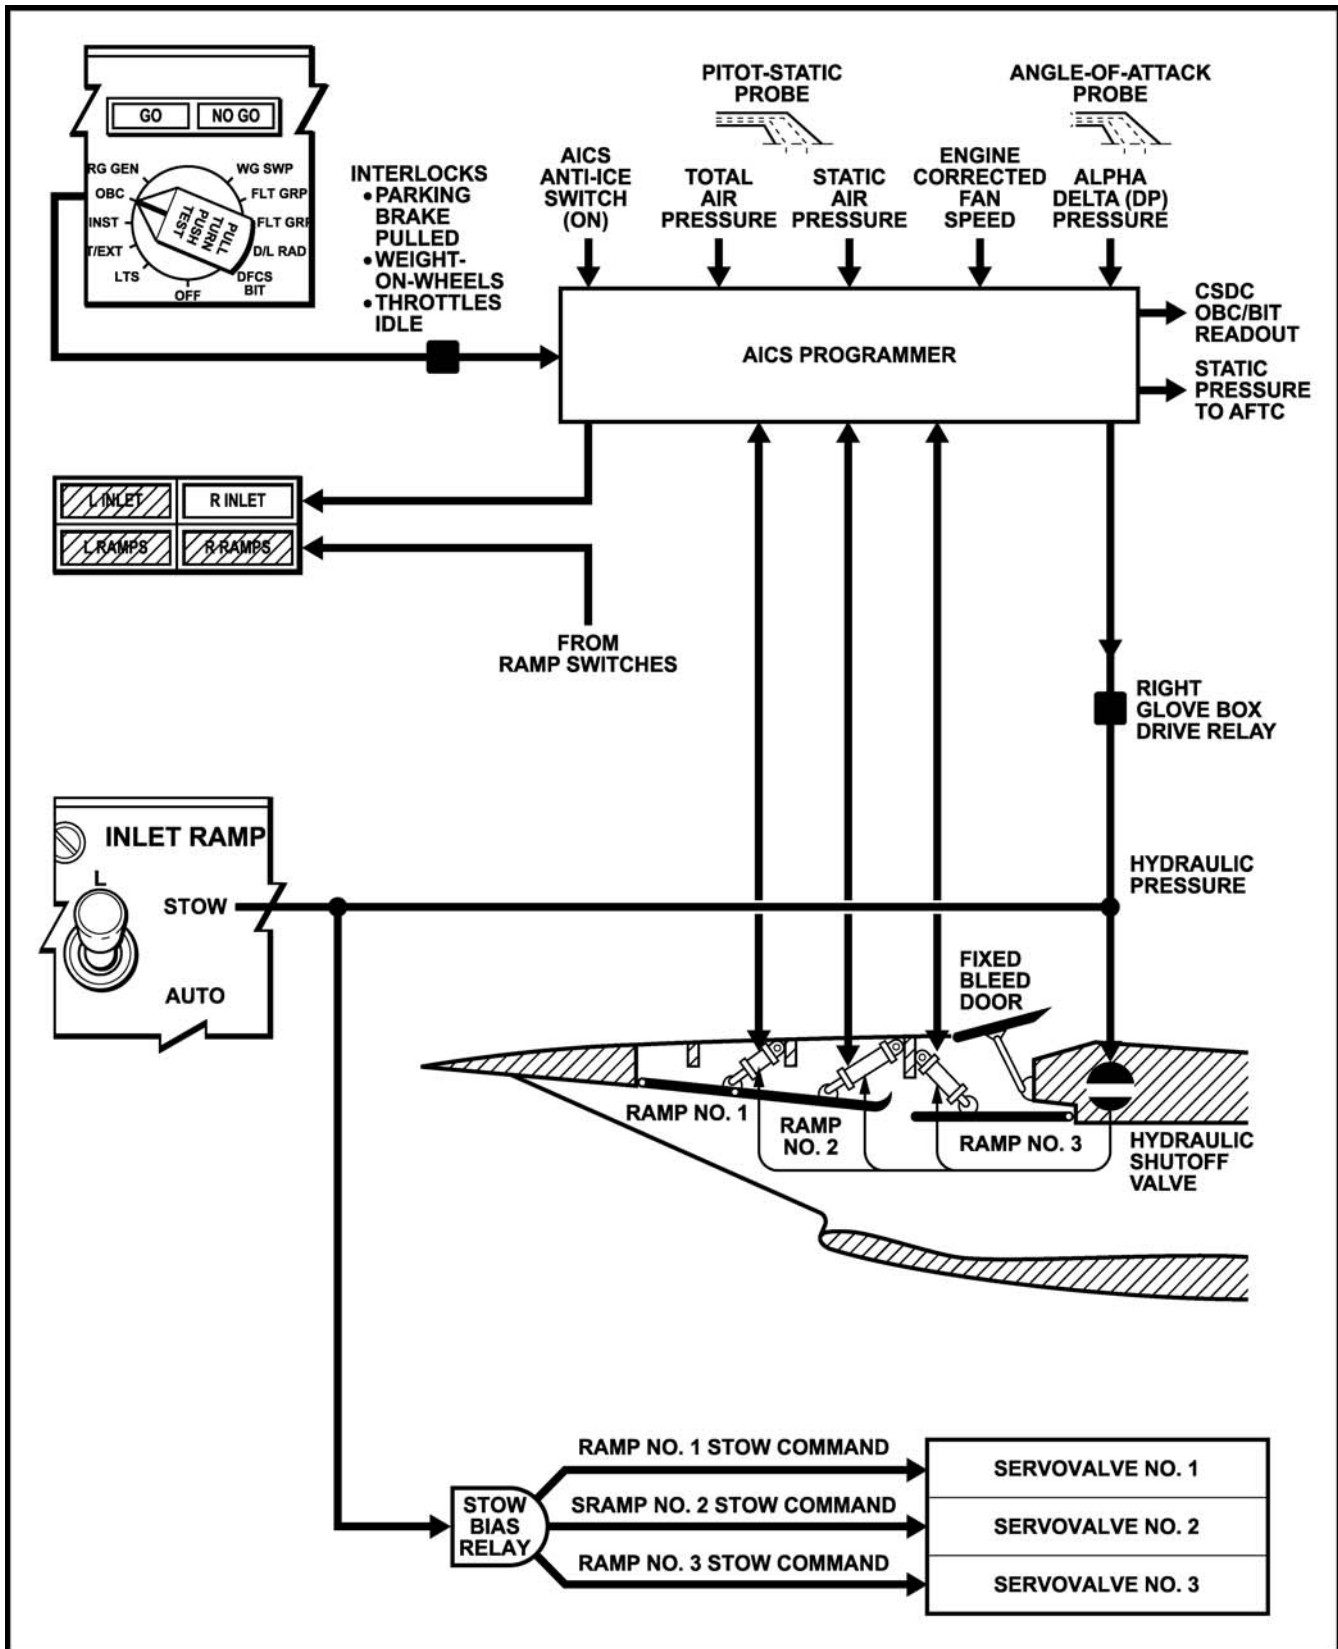 GO
NO GO
RG GEN
OBC
INST
T/EXT
LTS
OFF
WG SWP
FLT GRP
FLT GRP
D/L RAD
DFCS
BIT
PULL
TURN
PUSH
TEST
INTERLOCKS
• PARKING
BRAKE
PULLED
• WEIGHT-
ON-WHEELS
• THROTTLES
IDLE
PITOT-STATIC
PROBE
ANGLE-OF-ATTACK
PROBE
AICS
ANTI-ICE
SWITCH
(ON)
TOTAL
AIR
PRESSURE
STATIC
AIR
PRESSURE
ENGINE
CORRECTED
FAN
SPEED
ALPHA
DELTA (DP)
PRESSURE
AICS PROGRAMMER
CSDC
OBC/BIT
READOUT
STATIC
PRESSURE
TO AFTC
L INLET
R INLET
L RAMPS
R RAMPS
FROM
RAMP SWITCHES
RIGHT
GLOVE BOX
DRIVE RELAY
INLET RAMP
L
STOW
AUTO
HYDRAULIC
PRESSURE
FIXED
BLEED
DOOR
RAMP NO. 1
RAMP
NO. 2
RAMP NO. 3
HYDRAULIC
SHUTOFF
VALVE
STOW
BIAS
RELAY
RAMP NO. 1 STOW COMMAND
SRAMP NO. 2 STOW COMMAND
RAMP NO. 3 STOW COMMAND
SERVOVALVE NO. 1
SERVOVALVE NO. 2
SERVOVALVE NO. 3